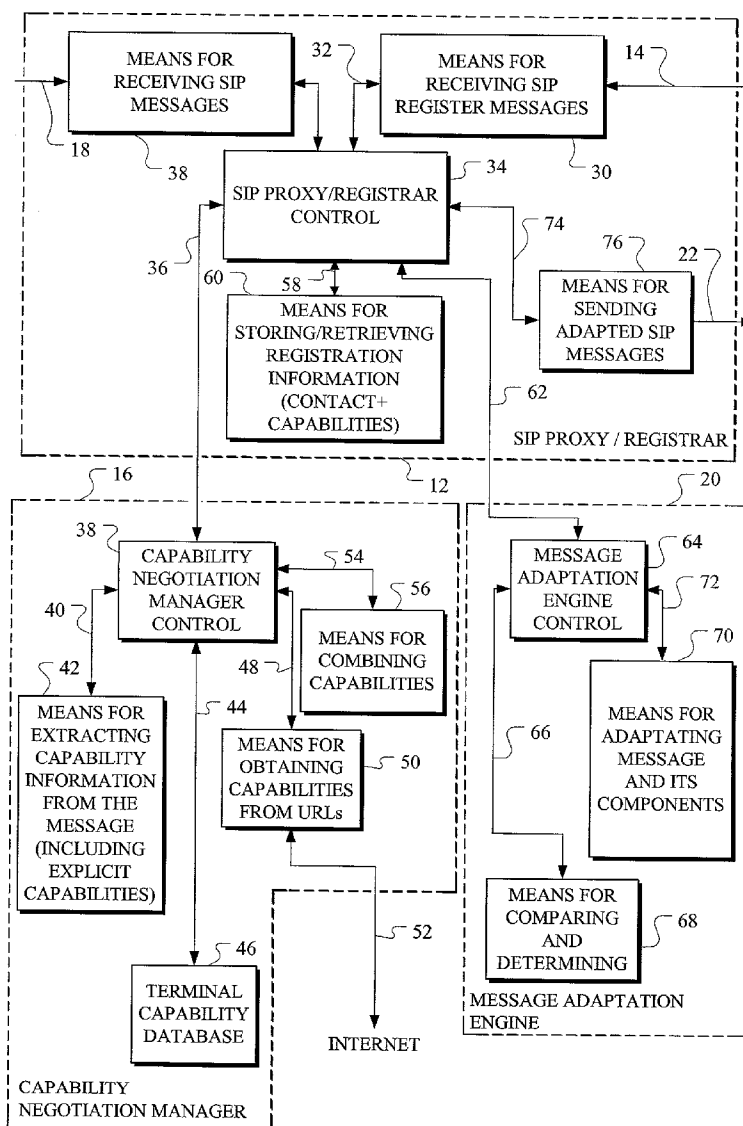 MEANS FOR
RECEIVING SIP
MESSAGES
32
MEANS FOR
RECEIVING SIP
REGISTER MESSAGES
14
18
38
34
30
SIP PROXY/REGISTRAR
CONTROL
36
74
76
22
60
58
MEANS FOR
STORING/RETRIEVING
REGISTRATION
INFORMATION
(CONTACT+
CAPABILITIES)
MEANS FOR
SENDING
ADAPTED SIP
MESSAGES
62
SIP PROXY / REGISTRAR
16
12
20
38
CAPABILITY
NEGOTIATION
MANAGER
CONTROL
54
56
MESSAGE
ADAPTATION
ENGINE
CONTROL
64
72
40
42
48
MEANS FOR
COMBINING
CAPABILITIES
70
MEANS FOR
EXTRACTING
CAPABILITY
INFORMATION
FROM THE
MESSAGE
(INCLUDING
EXPLICIT
CAPABILITIES)
44
MEANS FOR
OBTAINING
CAPABILITIES
FROM URLs
50
66
MEANS FOR
ADAPTATING
MESSAGE
AND ITS
COMPONENTS
52
MEANS FOR
COMPARING
AND
DETERMINING
68
46
TERMINAL
CAPABILITY
DATABASE
INTERNET
MESSAGE ADAPTATION
ENGINE
CAPABILITY
NEGOTIATION MANAGER